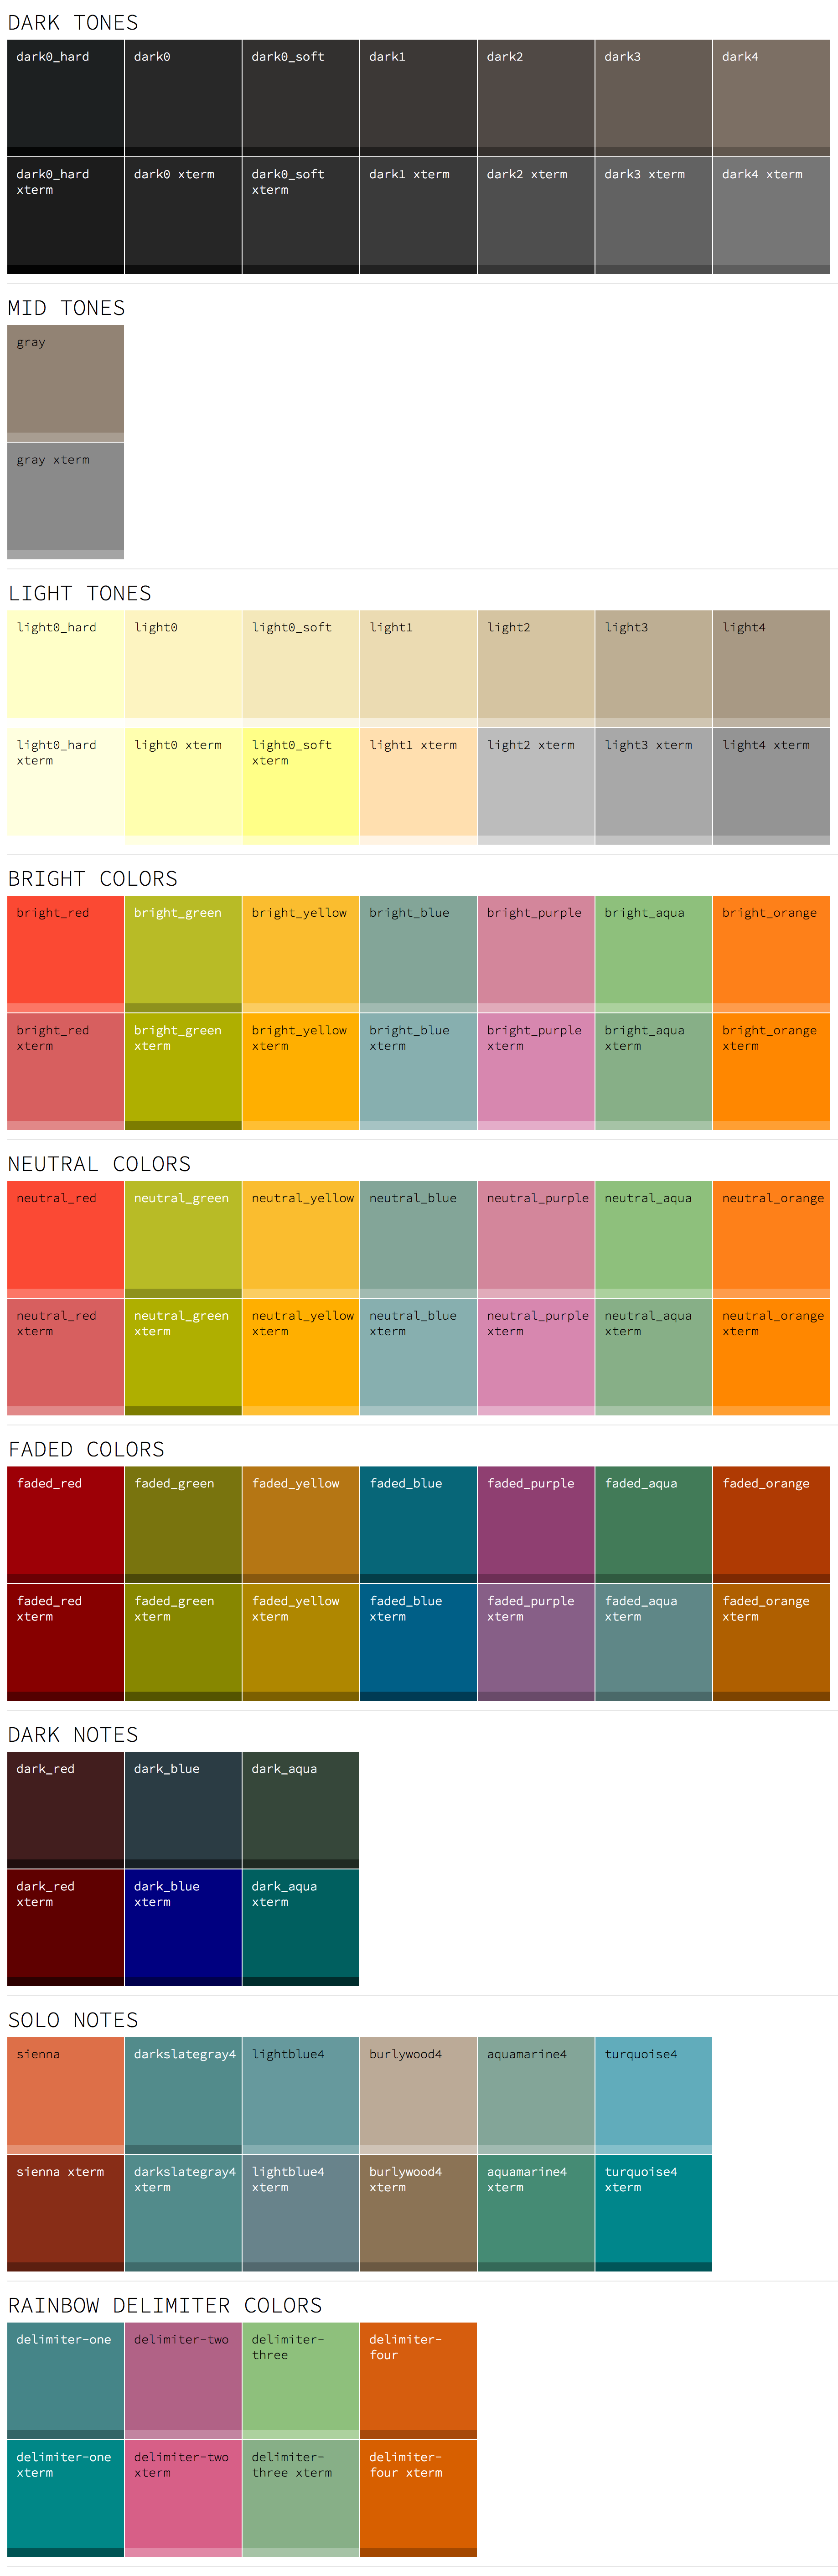 DARK TONES
dark0_hard
dark0
dark0_soft
dark1
dark2
dark3
dark4
dark0_hard
xterm
dark0 xterm
dark0_soft
xterm
dark1 xterm
dark2 xterm
dark3 xterm
dark4 xterm
MID TONES
gray
gray xterm
LIGHT TONES
light0_hard
light0
light0_soft
light1
light2
light3
light4
light0_hard
xterm
light0 xterm
light0_soft
xterm
light1 xterm
light2 xterm
light3 xterm
light4 xterm
BRIGHT COLORS
bright_red
bright_green
bright_yellow
bright_blue
bright_purple
bright_aqua
bright_orange
bright_red
xterm
bright_green
xterm
bright_yellow
xterm
bright_blue
xterm
bright_purple
xterm
bright_aqua
xterm
bright_orange
xterm
NEUTRAL COLORS
neutral_red
neutral_green
neutral_yellow
neutral_blue
neutral_purple
neutral_aqua
neutral_orange
neutral_red
xterm
neutral_green
xterm
neutral_yellow
xterm
neutral_blue
xterm
neutral_purple
xterm
neutral_aqua
xterm
neutral_orange
xterm
FADED COLORS
faded_red
faded_green
faded_yellow
faded_blue
faded_purple
faded_aqua
faded_orange
faded_red
xterm
faded_green
xterm
faded_yellow
xterm
faded_blue
xterm
faded_purple
xterm
faded_aqua
xterm
faded_orange
xterm
DARK NOTES
dark_red
dark_blue
dark_aqua
dark_red
xterm
dark_blue
xterm
dark_aqua
xterm
SOLO NOTES
sienna
darkslategray4
lightblue4
burlywood4
aquamarine4
turquoise4
sienna xterm
darkslategray4
xterm
lightblue4
xterm
burlywood4
xterm
aquamarine4
xterm
turquoise4
xterm
RAINBOW DELIMITER COLORS
delimiter-one
delimiter-two
delimiter-
three
delimiter-
four
delimiter-one
xterm
delimiter-two
xterm
delimiter-
three xterm
delimiter-
four xterm